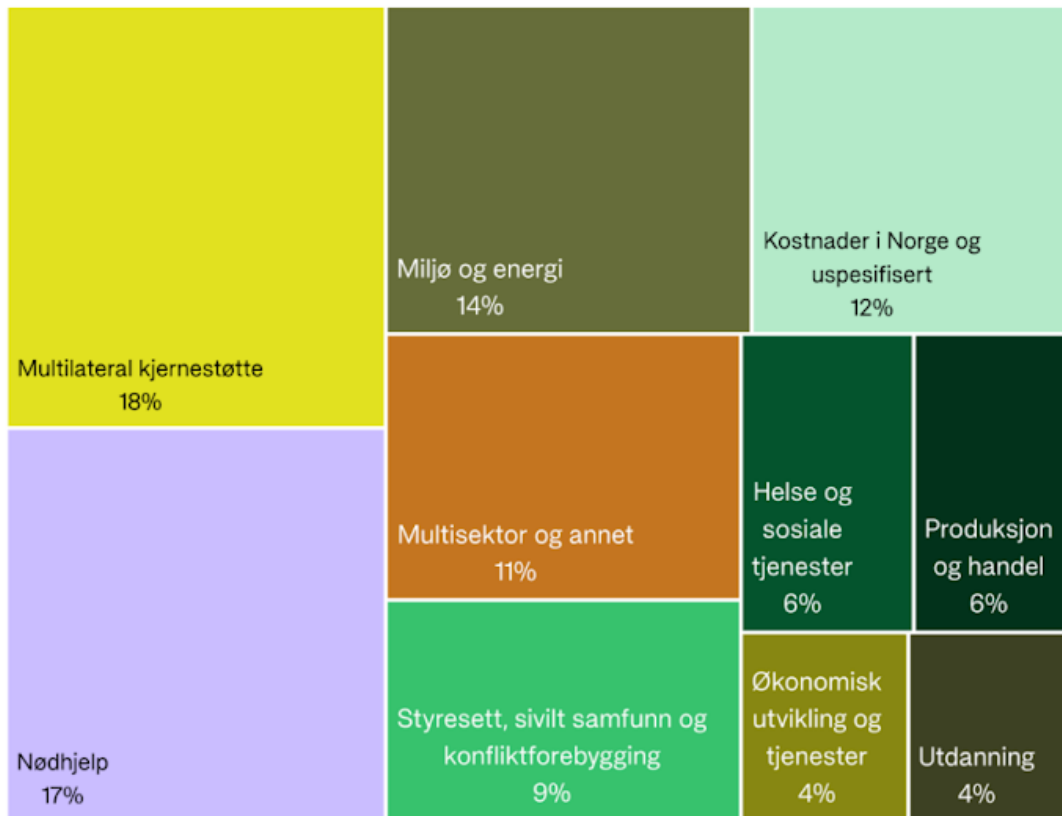 Multilateral kjernestøtte
18%
Nødhjelp
17%
Miljø og energi
14%
Kostnader i Norge og
uspesifisert
12%
Multisektor og annet
11%
Styresett, sivilt samfunn og
konfliktforebygging
9%
Helse og
sosiale
tjenester
6%
Produksjon
og handel
6%
Økonomisk
utvikling og
tjenester
4%
Utdanning
4%